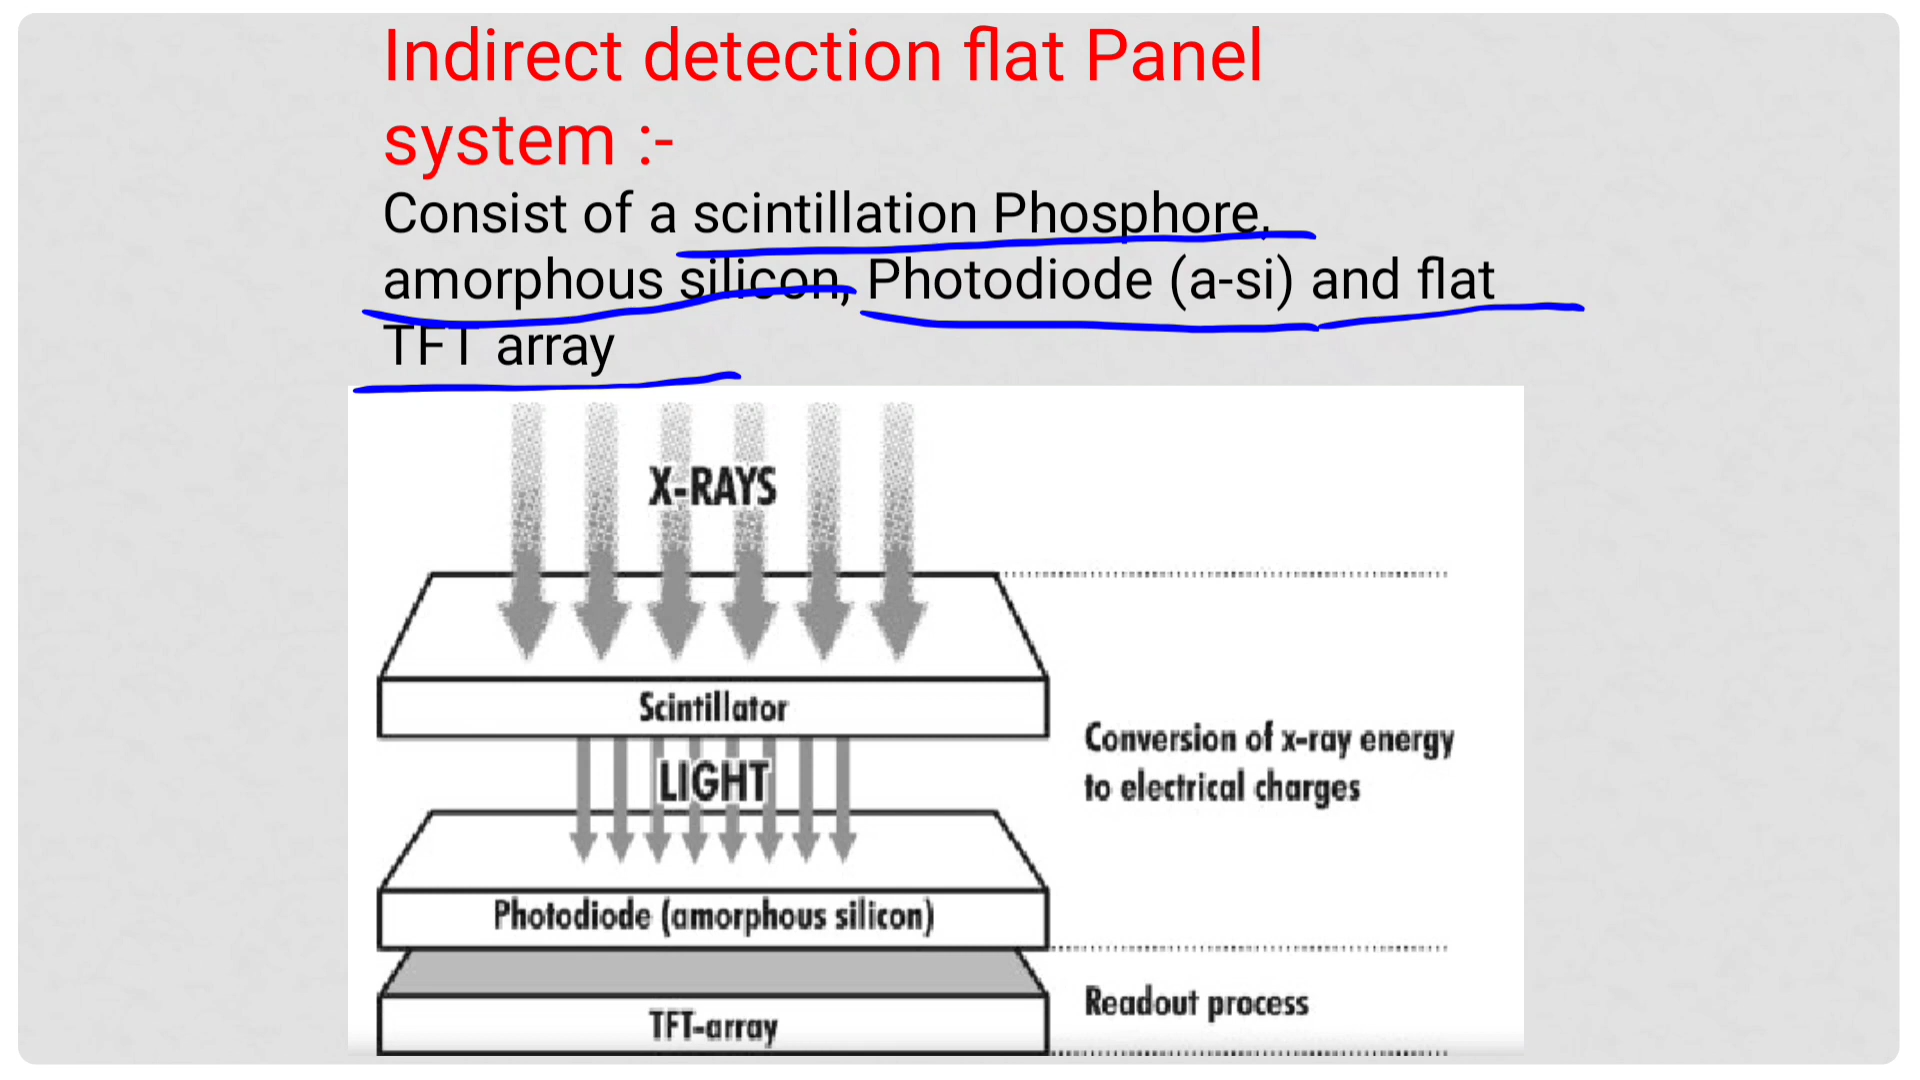 Indirect detection flat Panel
system :-
Consist of a scintillation Phosphore,
amorphous silicon, Photodiode (a-si) and flat
TFT array
X-RAYS
Scintillator
LIGHT
Conversion of x-ray energy
to electrical charges
Photodiode (amorphous silicon)
Readout process
TFT-array